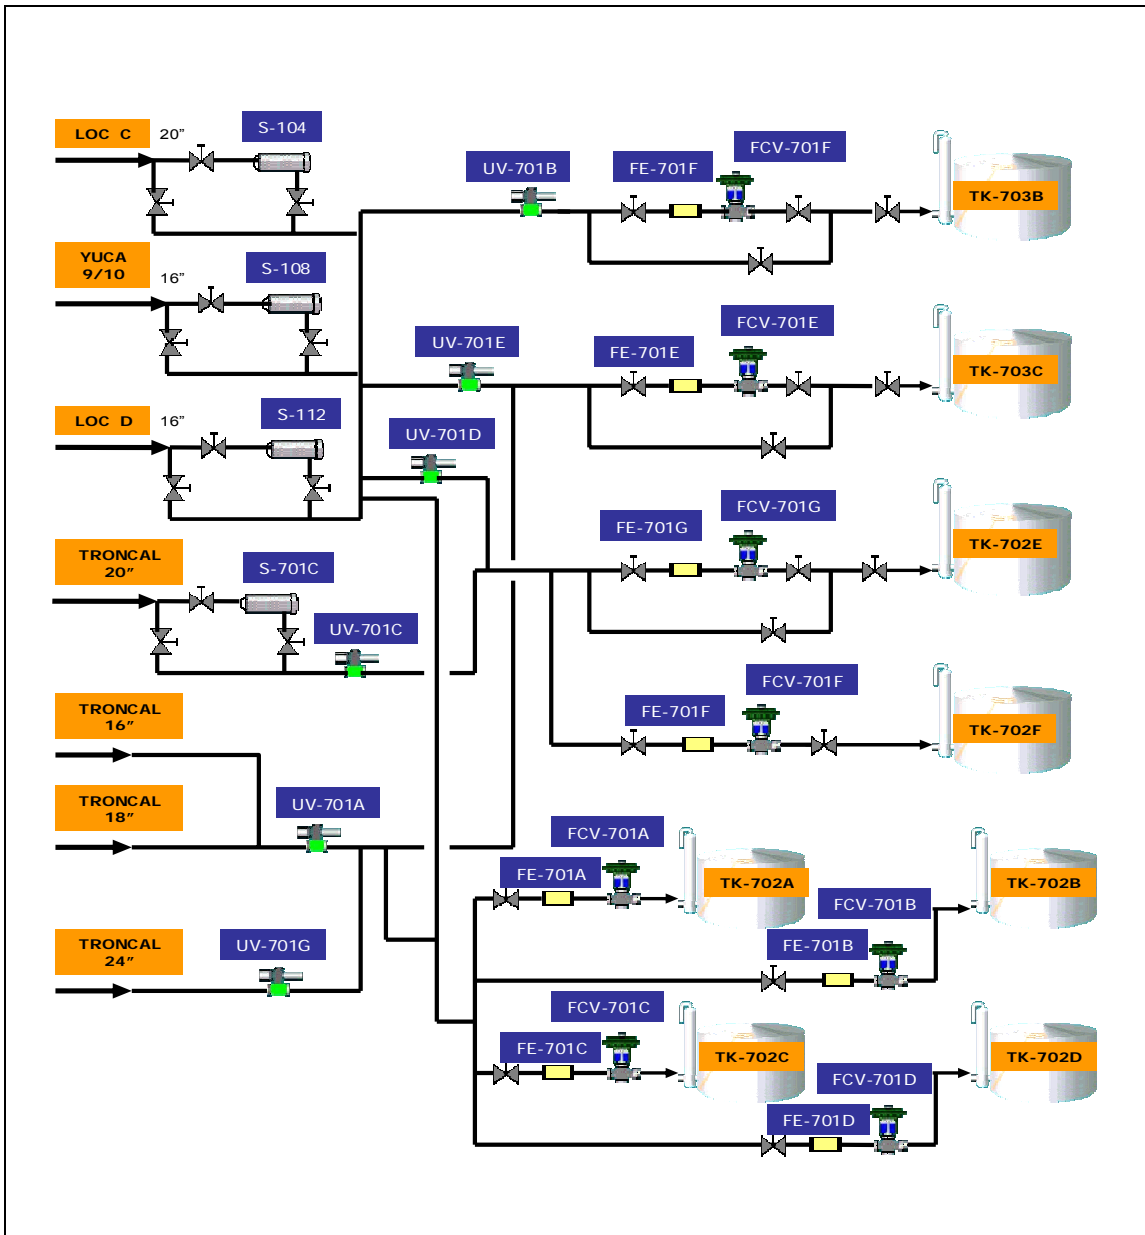 LOC C
20”
S-104
UV-701B
FE-701F
FCV-701F
TK-703B
YUCA
9/10
16”
S-108
UV-701E
FE-701E
FCV-701E
TK-703C
LOC D
16”
S-112
UV-701D
FE-701G
FCV-701G
TK-702E
TRONCAL
20”
S-701C
UV-701C
FE-701F
FCV-701F
TK-702F
TRONCAL
16”
TRONCAL
18”
UV-701A
FCV-701A
FE-701A
TK-702A
FCV-701B
TK-702B
FE-701B
TRONCAL
24”
UV-701G
FCV-701C
FE-701C
TK-702C
FCV-701D
TK-702D
FE-701D